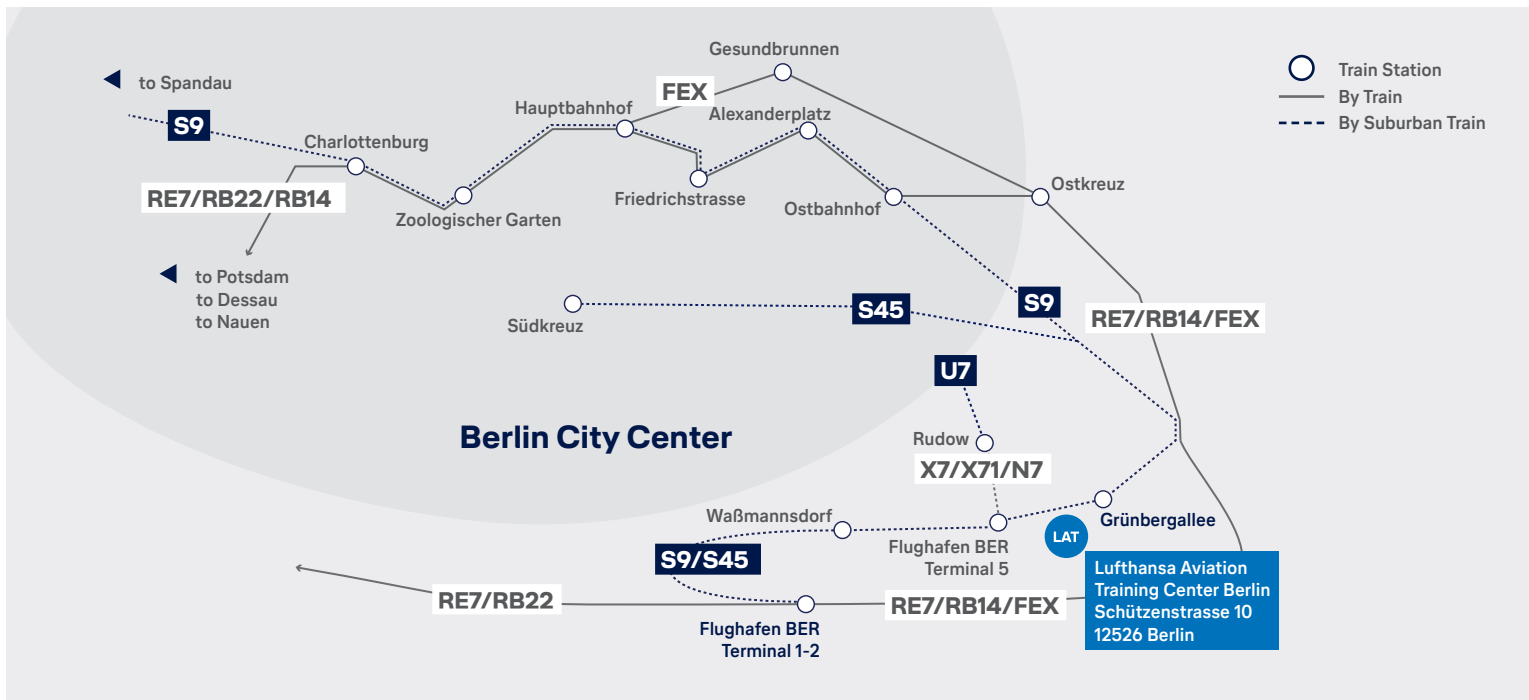 Gesundbrunnen
Train Station
to Spandau
FEX
By Train
Hauptbahnhof
Alexanderplatz
By Suburban Train
S9
Charlottenburg
RE7/RB22/RB14
Zoologischer Garten
Friedrichstrasse
Ostbahnhof
Ostkreuz
to Potsdam
to Dessau
to Nauen
Südkreuz
S45
S9
RE7/RB14/FEX
U7
Berlin City Center
Rudow
X7/X71/N7
Waßmannsdorf
Grünbergallee
Flughafen BER
Terminal 5
LAT
S9/S45
Lufthansa Aviation
Training Center Berlin
Schützenstrasse 10
12526 Berlin
RE7/RB22
RE7/RB14/FEX
Flughafen BER
Terminal 1-2